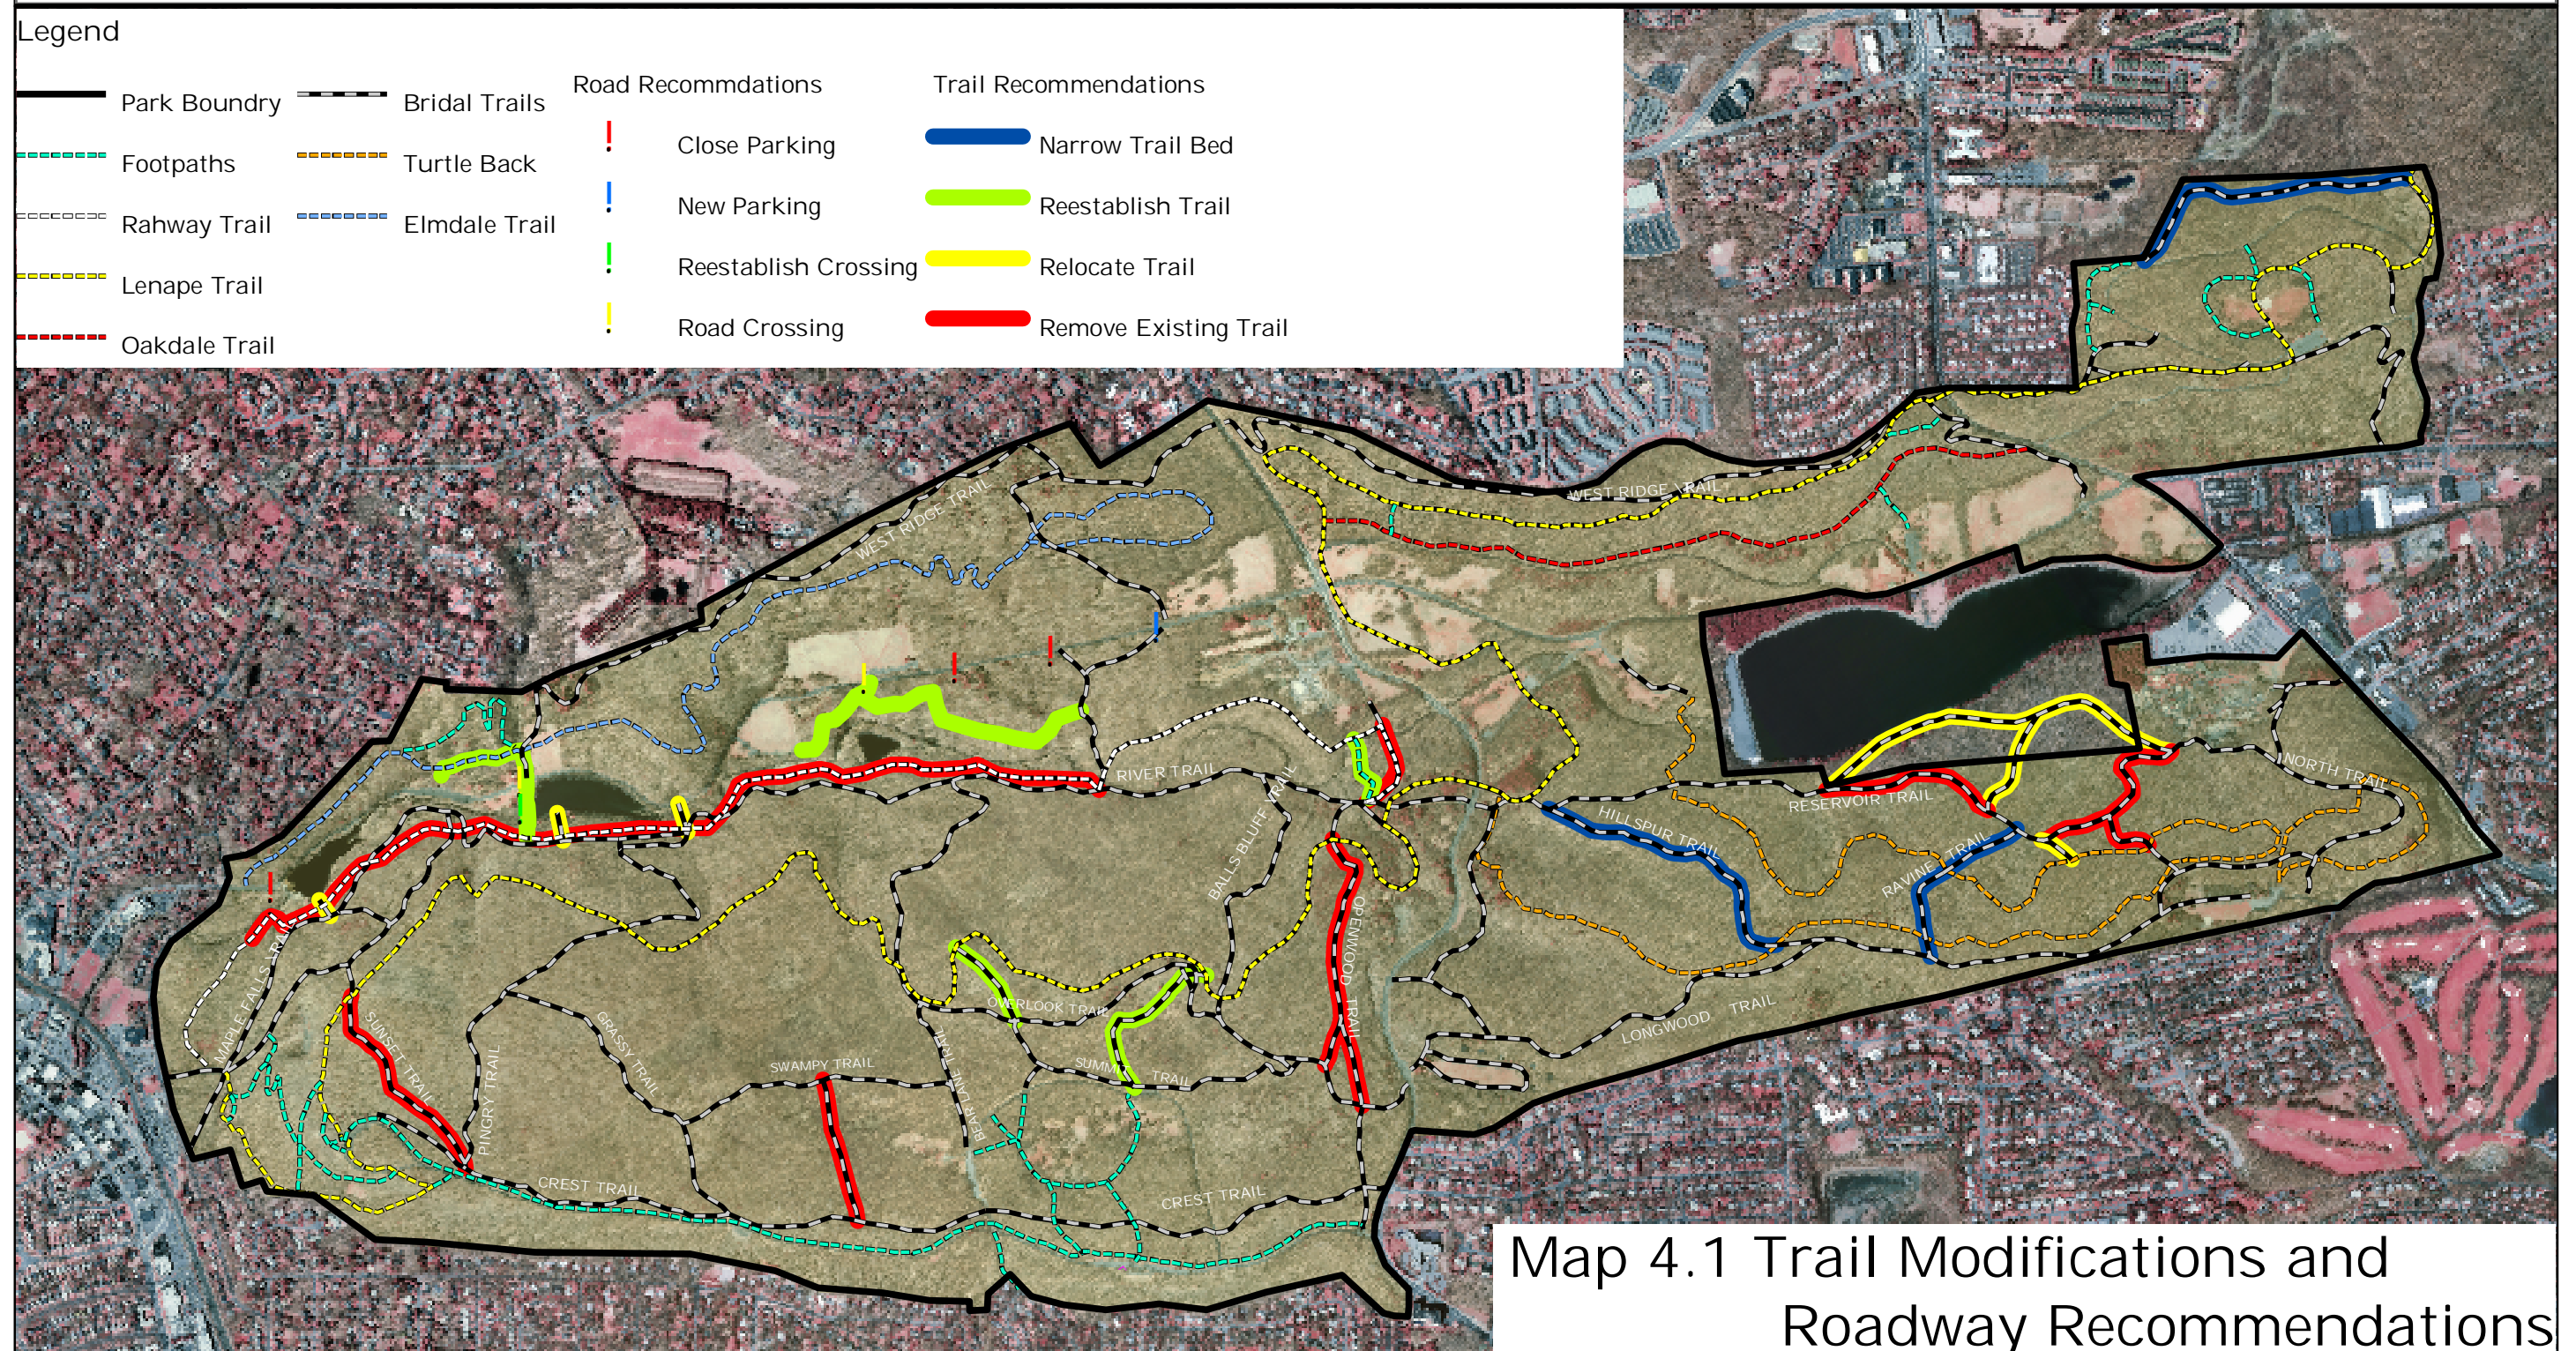 Legend
Park Boundry
Bridal Trails
Footpaths
Turtle Back
Rahway Trail
Elmdale Trail
Lenape Trail
Oakdale Trail
Road Recommdations
Close Parking
New Parking
Reestablish Crossing
Road Crossing
Trail Recommendations
Narrow Trail Bed
Reestablish Trail
Relocate Trail
Remove Existing Trail
WEST RIDGE TRAIL
WEST RIDGE TRAIL
RIVER TRAIL
BALLS BLUFF TRAIL
RESERVOIR TRAIL
NORTH TRAIL
HILLSPUR TRAIL
RAVINE TRAIL
OPENWOOD TRAIL
LONGWOOD TRAIL
MAPLE FALLS TRAIL
SUNSET TRAIL
PINGRY TRAIL
GRASSY TRAIL
OVERLOOK TRAIL
SWAMPY TRAIL
SUMMIT TRAIL
BEAR LANE TRAIL
CREST TRAIL
CREST TRAIL
Map 4.1 Trail Modifications and
Roadway Recommendations